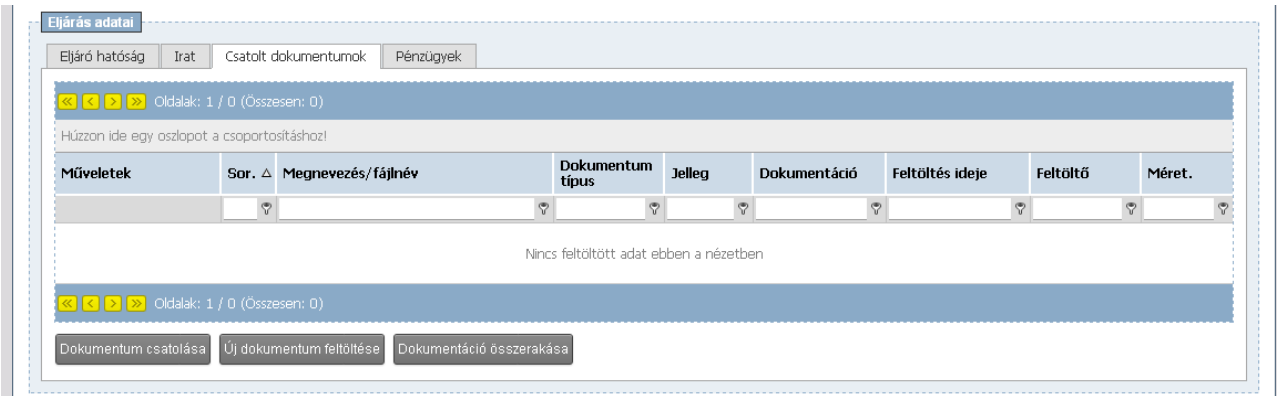 Eljárás adatai
Eljáró hatóság Irat Csatolt dokumentumok Pénzügyek
Oldalak: 1 / 0 (Összesen: 0)
Húzzon ide egy oszlopot a csoportosításhoz!
Műveletek Sor. Megnevezés/fájlnév Dokumentum típus Jelleg Dokumentáció Feltöltés ideje Feltöltő Méret.
Nincs feltöltött adat ebben a nézetben
Oldalak: 1 / 0 (Összesen: 0)
Dokumentum csatolása Új dokumentum feltöltése Dokumentáció összerakása